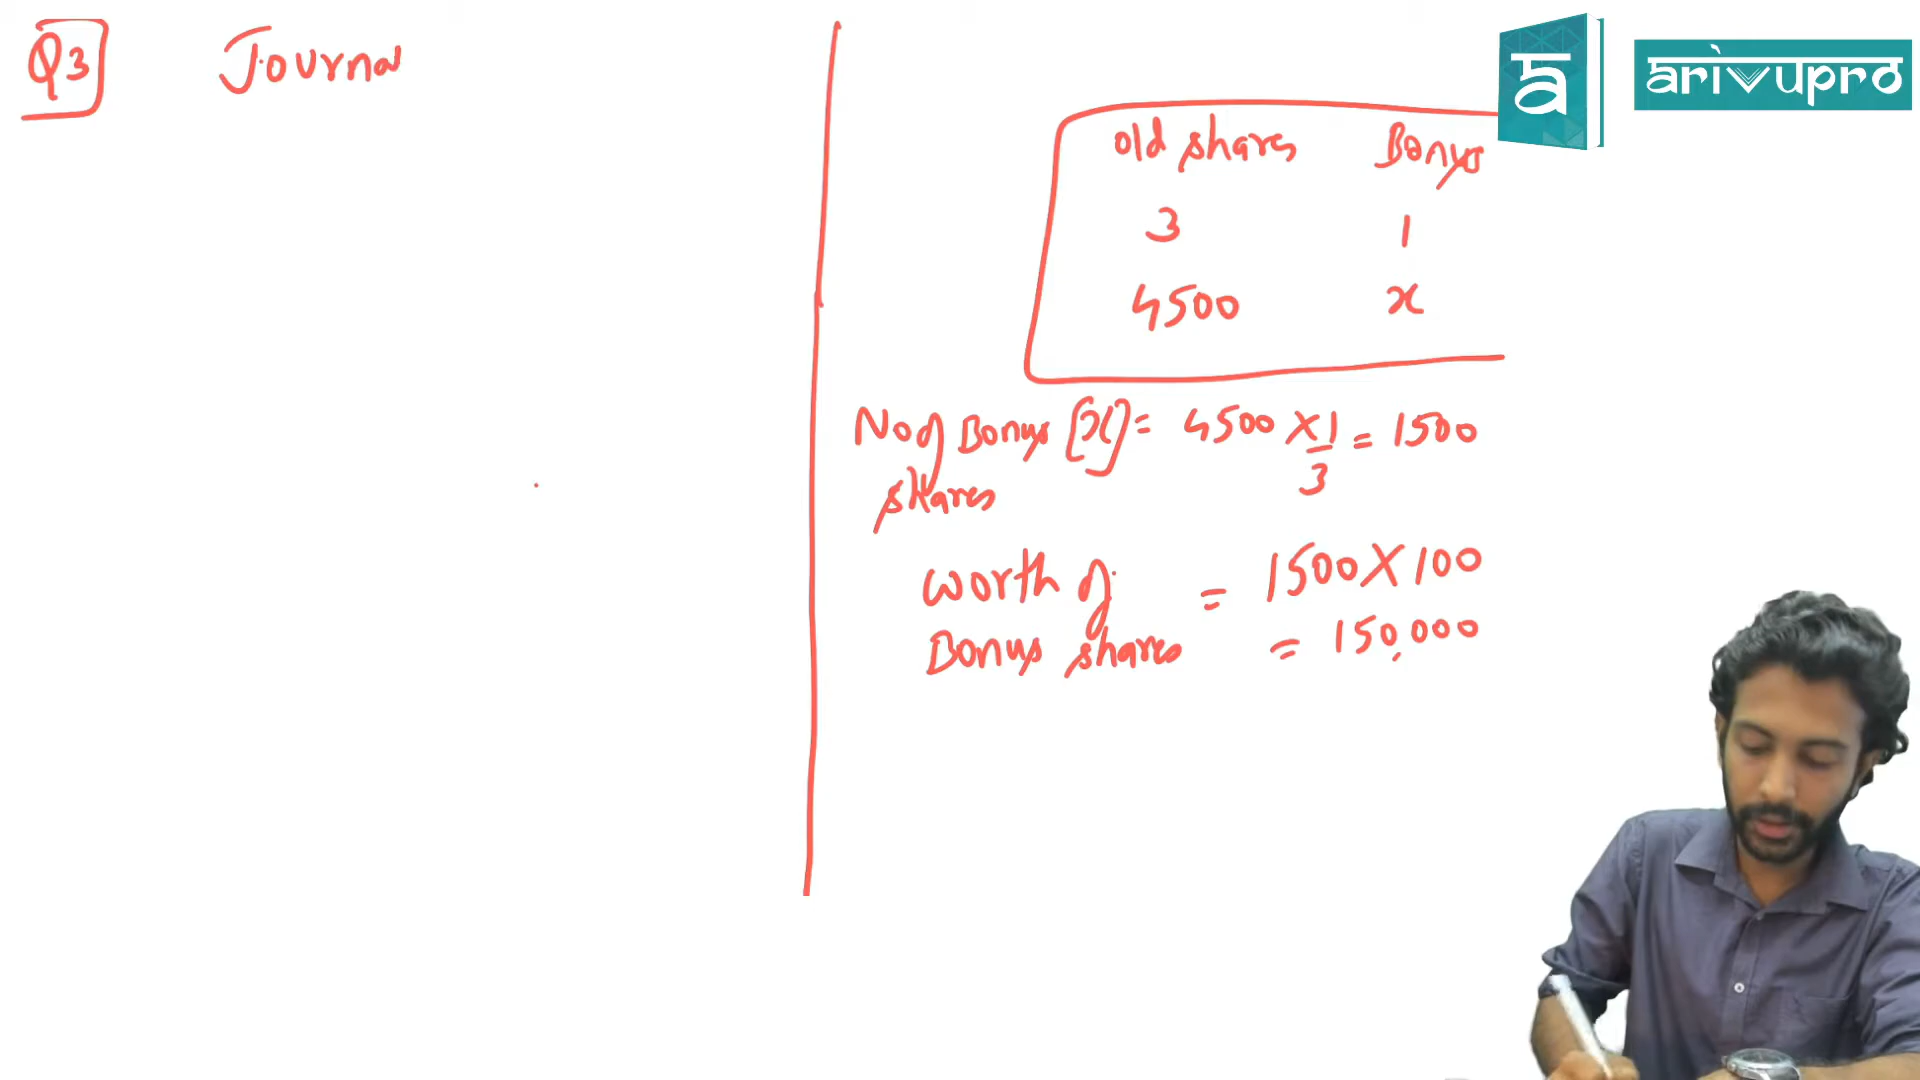 Q3 Journal
old shares Bonus
3 1
4500 x
No of Bonus [x] = 4500 X 1/3 = 1500
shares
worth of = 1500 X 100
Bonus shares = 150,000
a arivupro